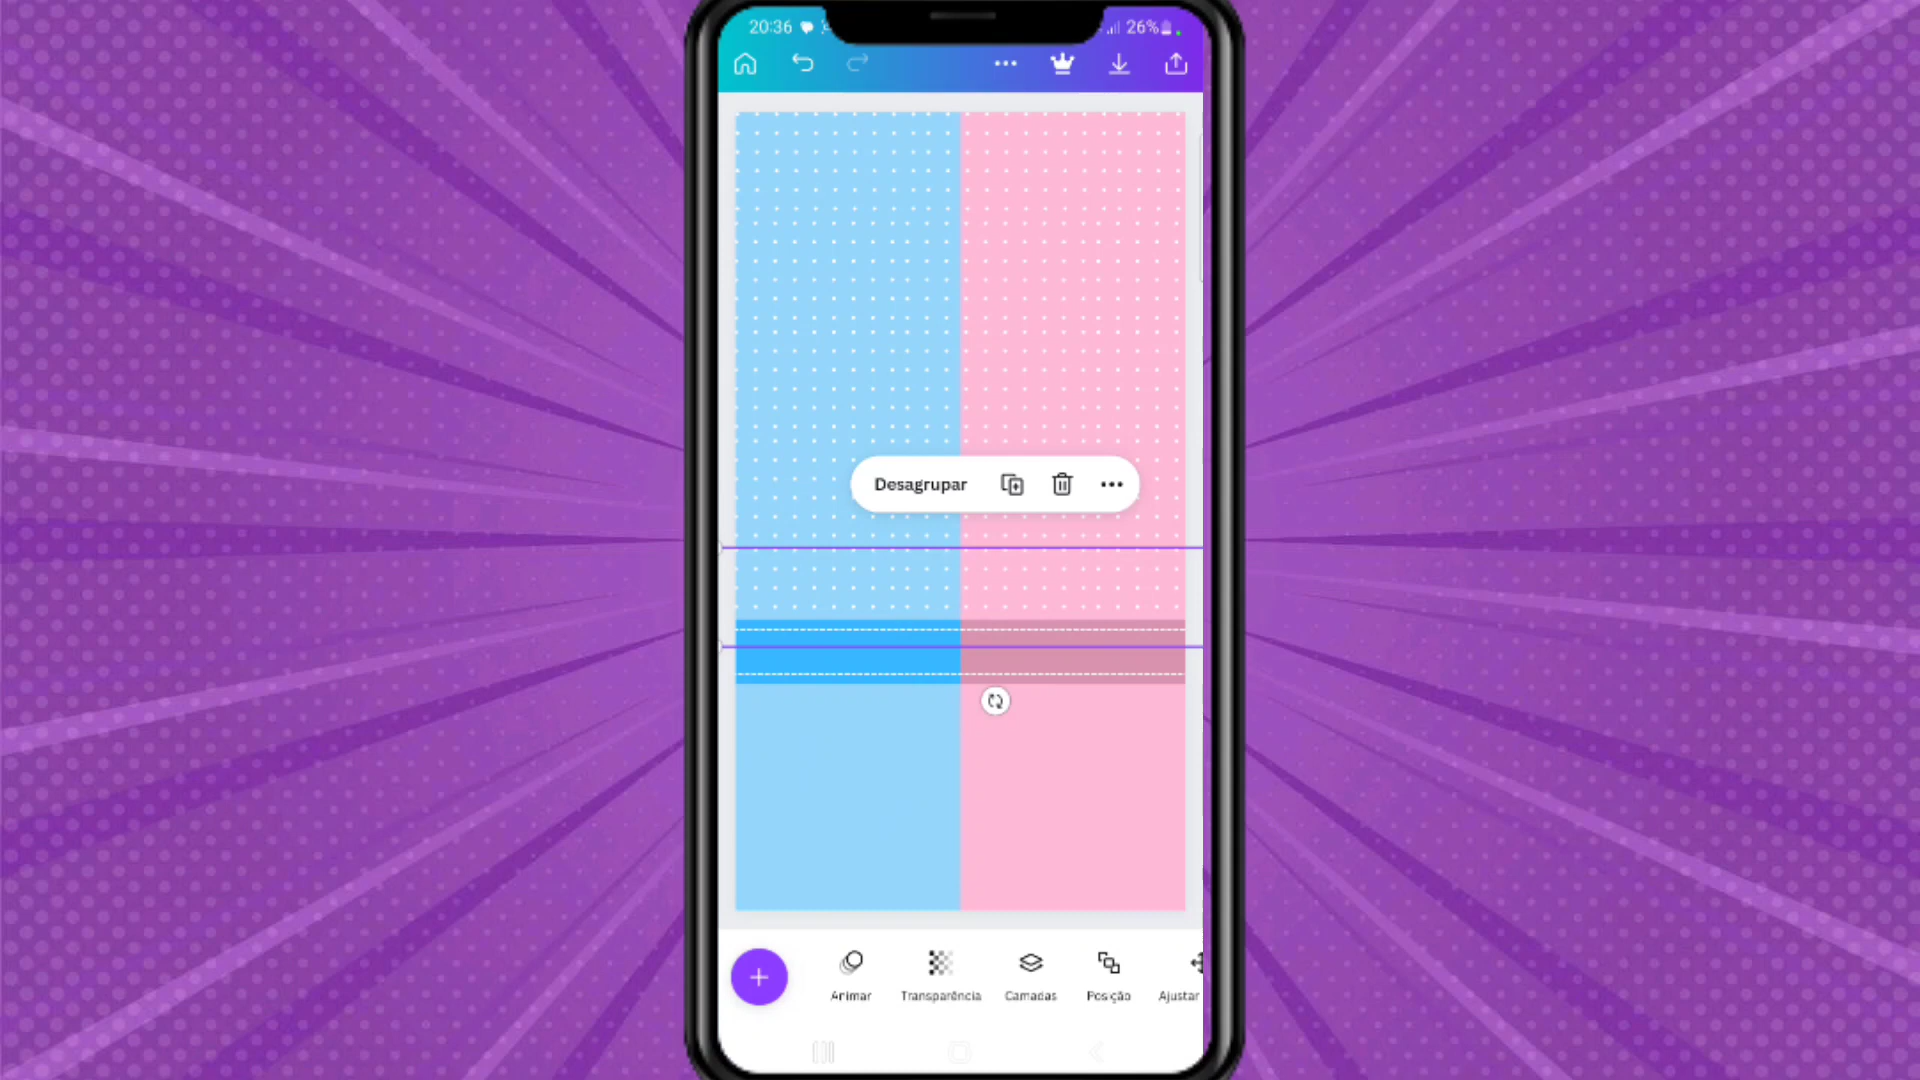 20:36
26%
Desagrupar
Animar
Transparência
Camadas
Posição
Ajustar